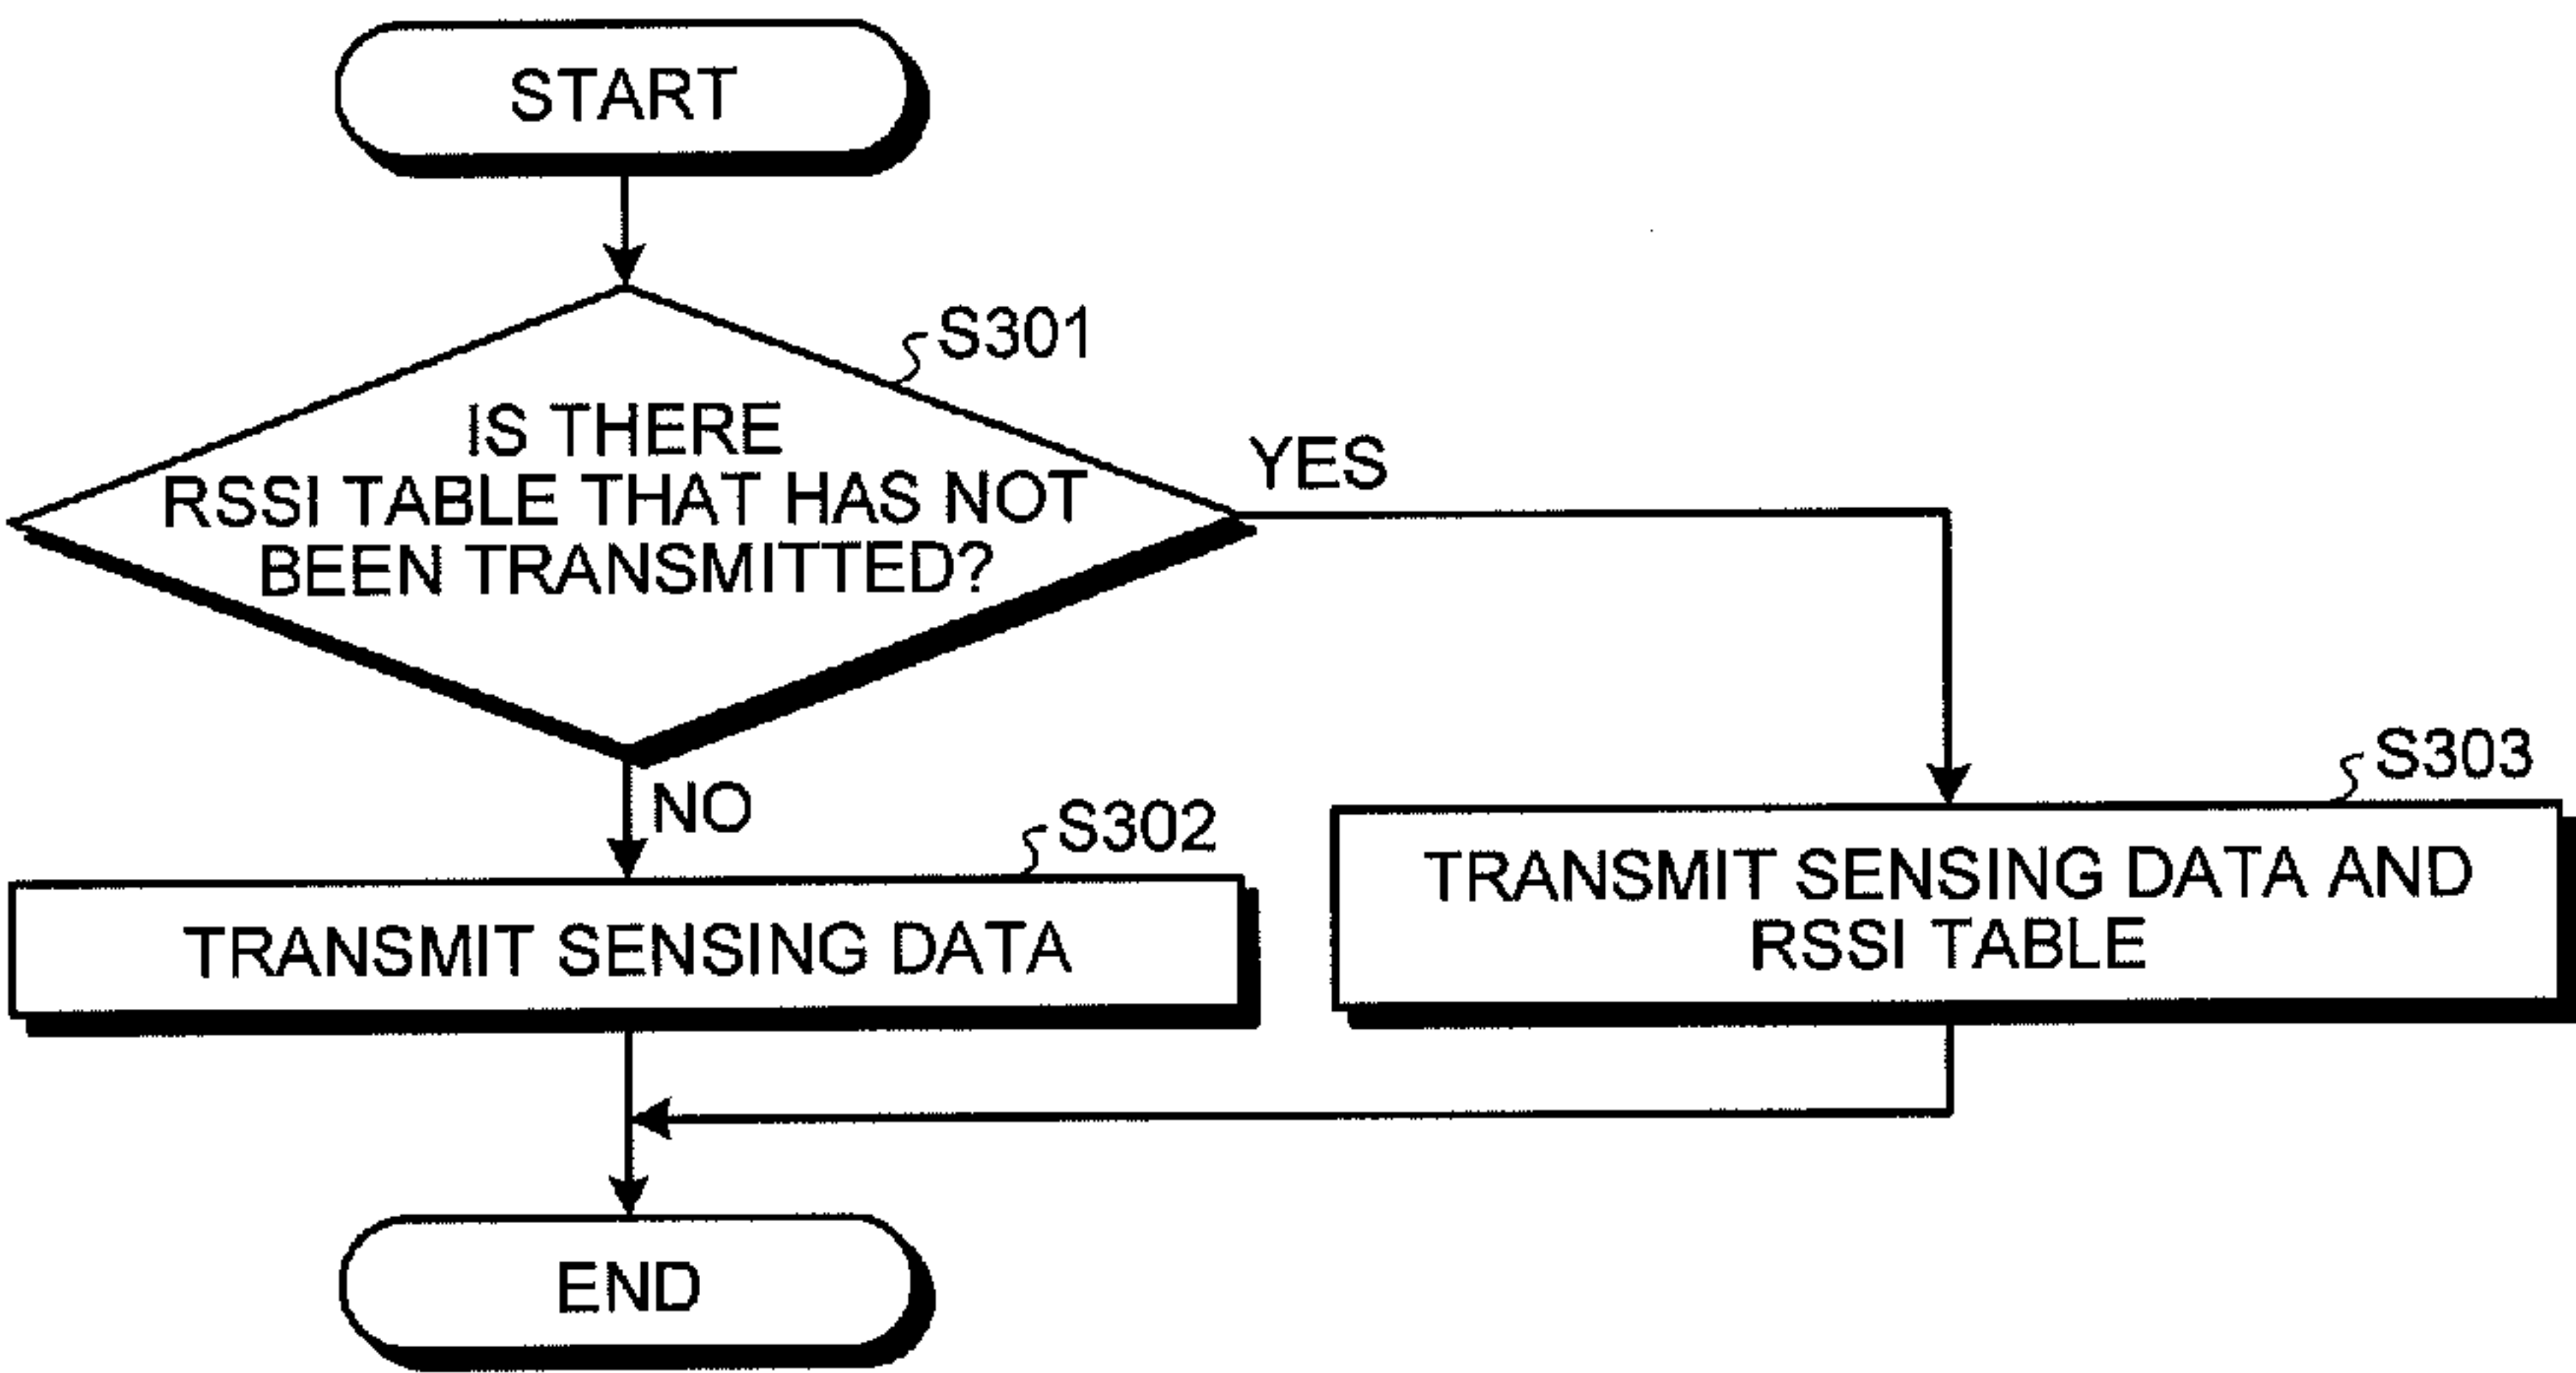 START
S301
IS THERE
RSSI TABLE THAT HAS NOT
BEEN TRANSMITTED?
YES
NO
S302
TRANSMIT SENSING DATA
S303
TRANSMIT SENSING DATA AND
RSSI TABLE
END